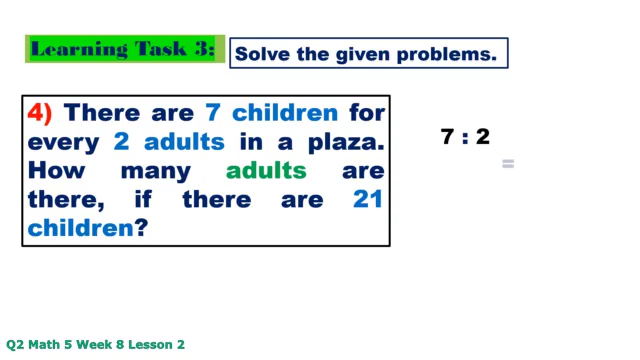 Learning Task 3:
Solve the given problems.
4) There are 7 children for
every 2 adults in a plaza.
How many adults are
there, if there are 21
children?
7 : 2
=
Q2 Math 5 Week 8 Lesson 2